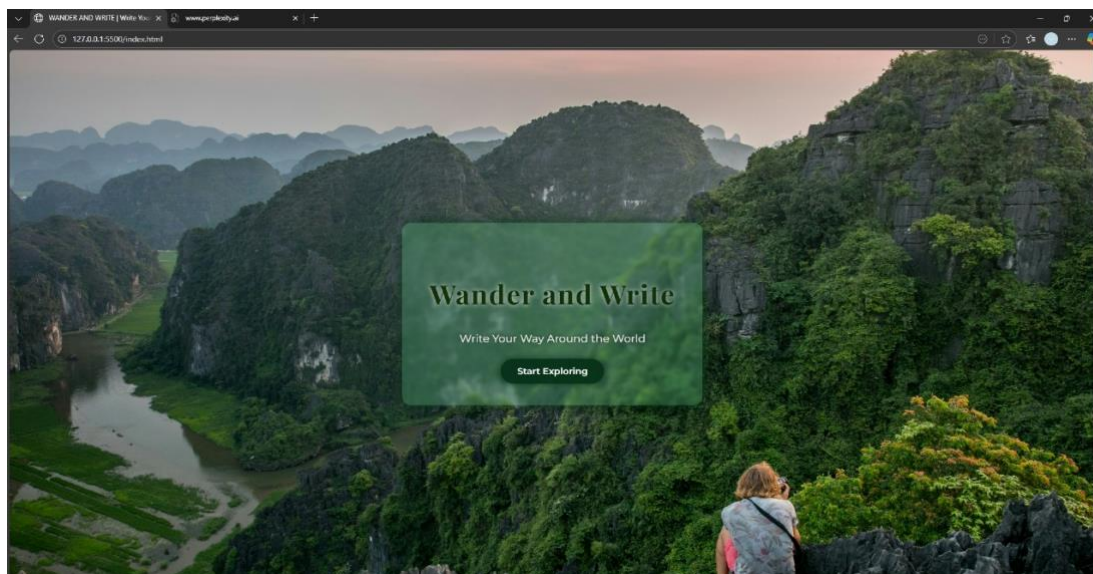 WANDER AND WRITE | Write You
www.perplexity.ai
127.0.0.1:5500/index.html
Wander and Write
Write Your Way Around the World
Start Exploring